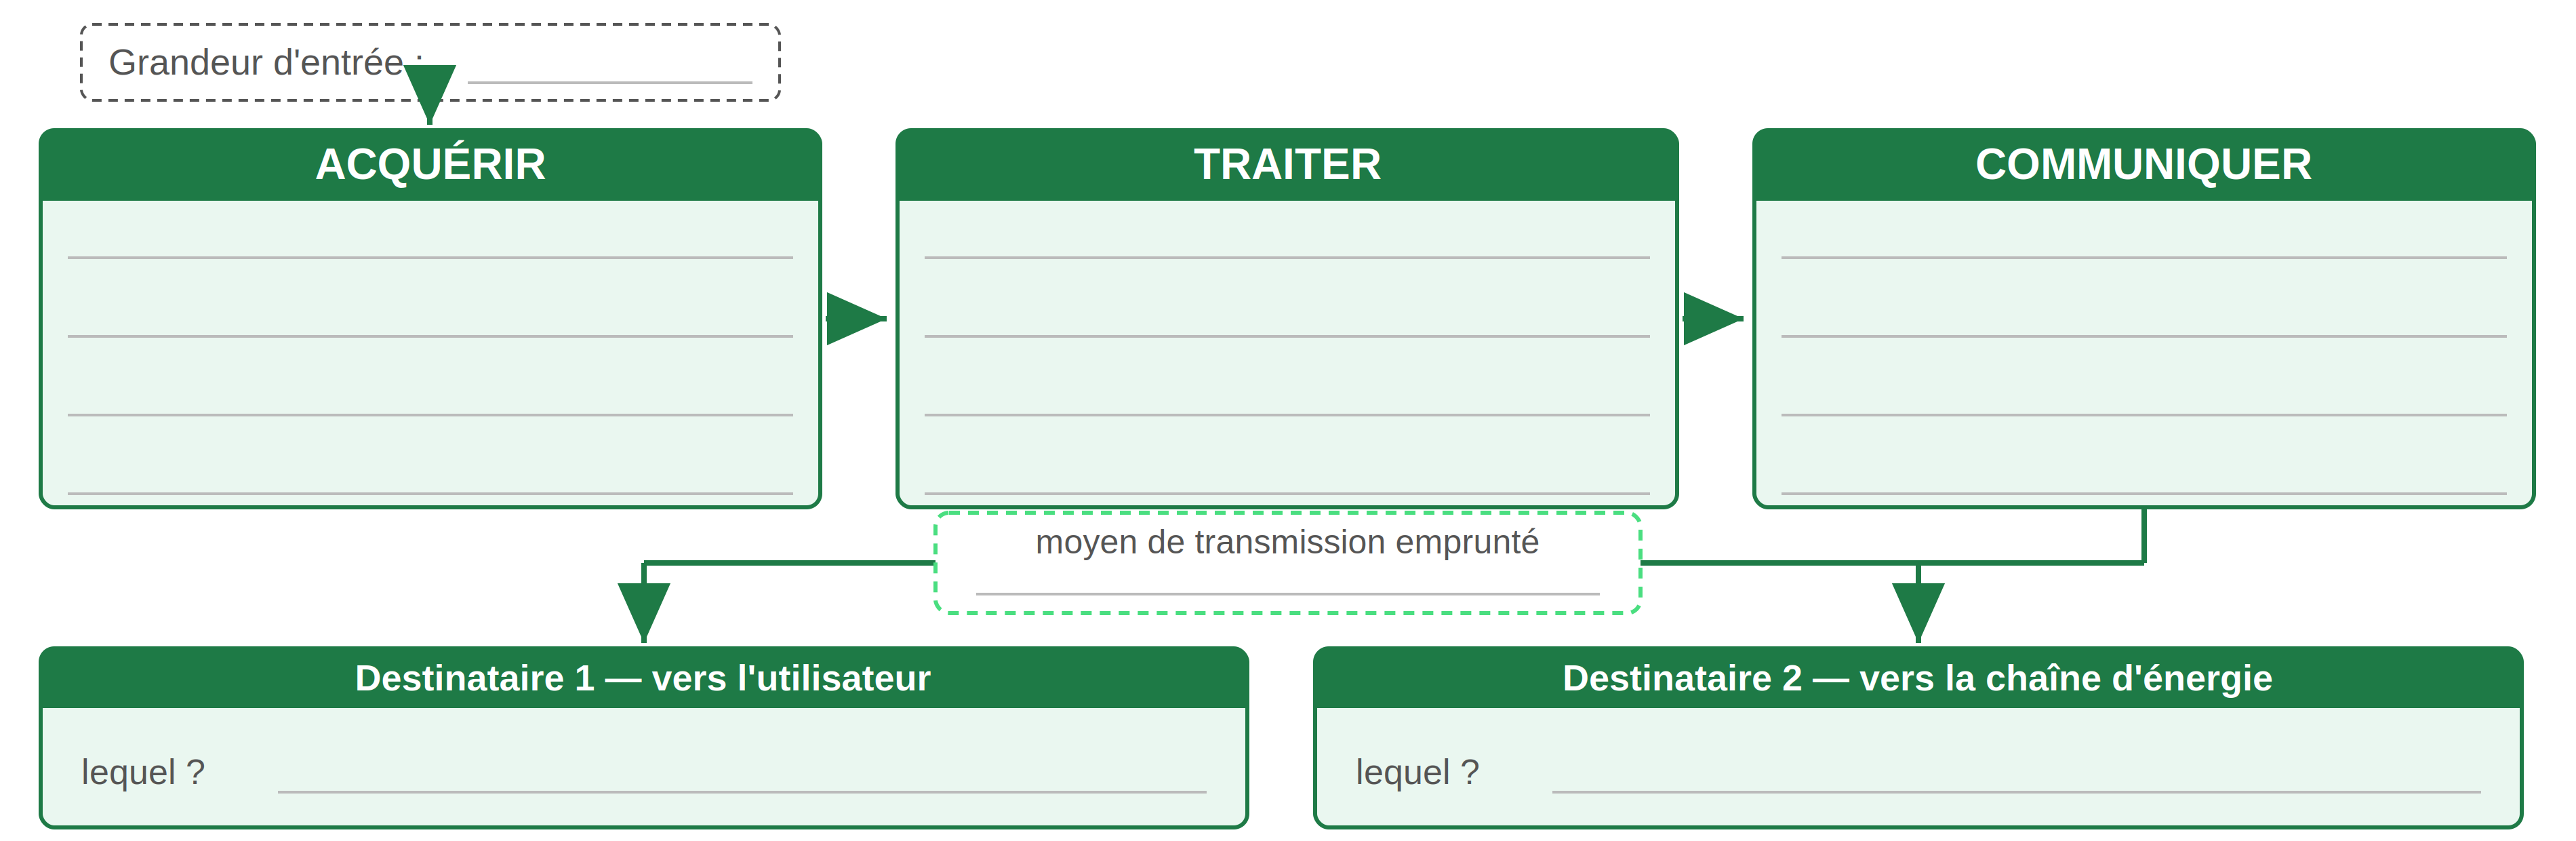 Grandeur d'entrée :
ACQUÉRIR
TRAITER
COMMUNIQUER
moyen de transmission emprunté
Destinataire 1 — vers l'utilisateur
Destinataire 2 — vers la chaîne d'énergie
lequel ?
lequel ?